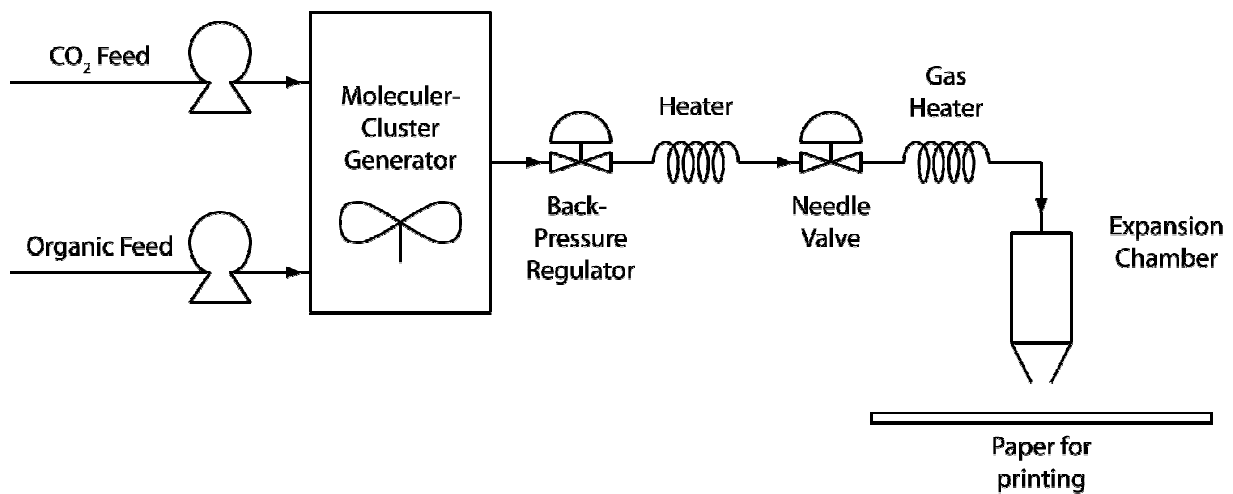 CO2 Feed
Organic Feed
Moleculer-
Cluster
Generator
Back-
Pressure
Regulator
Heater
Needle
Valve
Gas
Heater
Expansion
Chamber
Paper for
printing